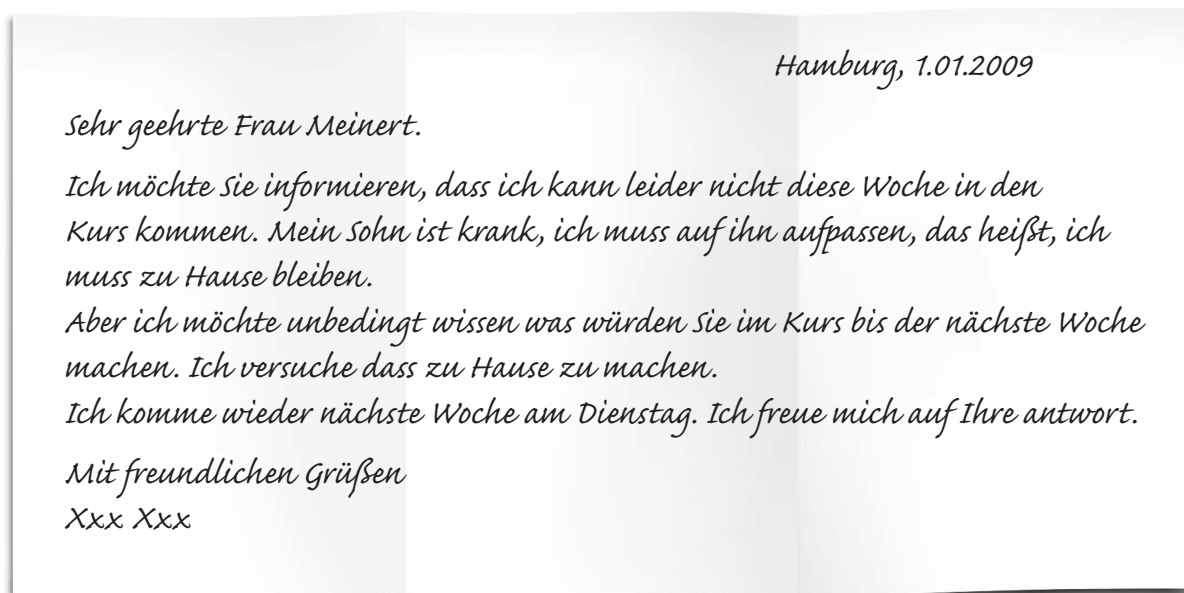 Hamburg, 1.01.2009
Sehr geehrte Frau Meinert.
Ich möchte Sie informieren, dass ich kann leider nicht diese Woche in den
Kurs kommen. Mein Sohn ist krank, ich muss auf ihn aufpassen, das heißt, ich
muss zu Hause bleiben.
Aber ich möchte unbedingt wissen was würden Sie im Kurs bis der nächste Woche
machen. Ich versuche dass zu Hause zu machen.
Ich komme wieder nächste Woche am Dienstag. Ich freue mich auf Ihre antwort.
Mit freundlichen Grüßen
Xxx Xxx